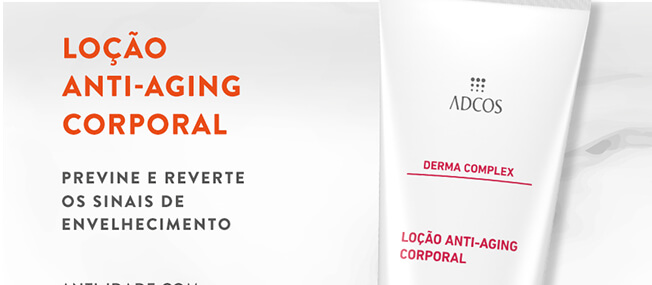 LOÇÃO
ANTI-AGING
CORPORAL
PREVINE E REVERTE
OS SINAIS DE
ENVELHECIMENTO
ADCOS
DERMA COMPLEX
LOÇÃO ANTI-AGING
CORPORAL